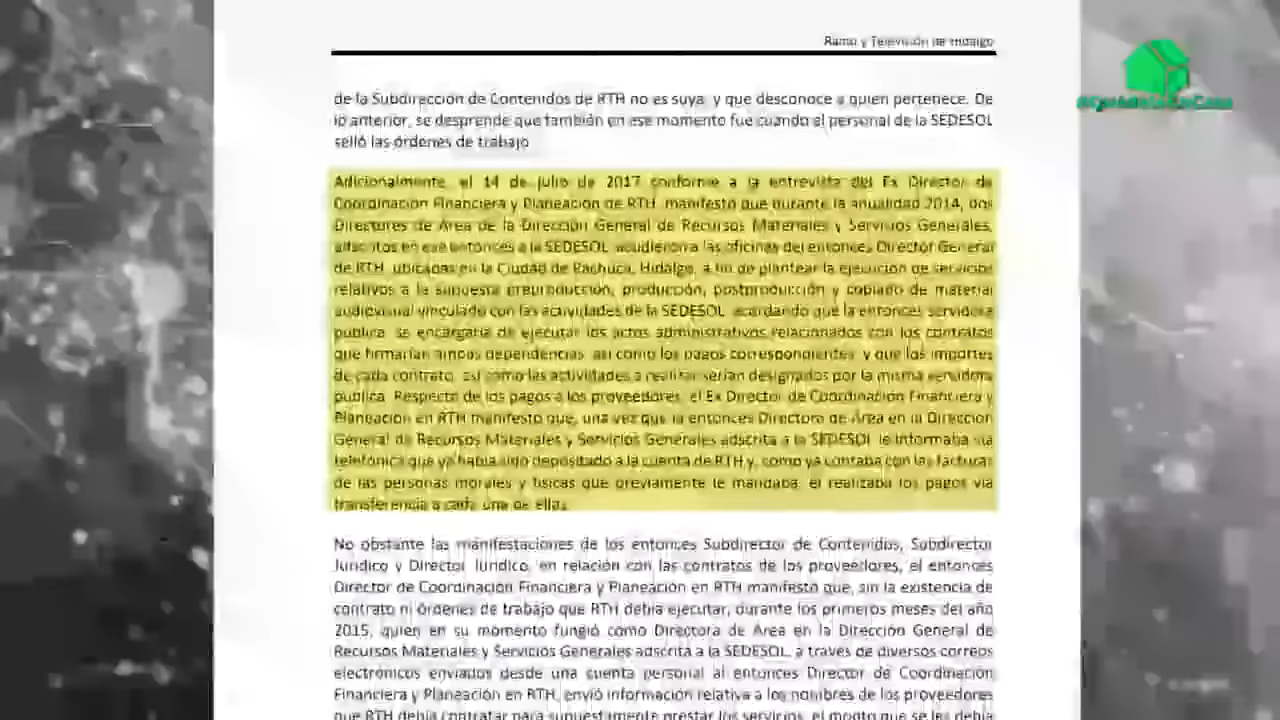 Radio y Televisión de Hidalgo
#QuédateEnCasa
de la Subdirección de Contenidos de RTH no es suya, y que desconoce a quien pertenece. De
lo anterior, se desprende que también en ese momento fue cuando el personal de la SEDESOL
selló las órdenes de trabajo.
Adicionalmente, el 14 de julio de 2017 conforme a la entrevista del Ex Director de
Coordinación Financiera y Planeación de RTH, manifestó que durante la anualidad 2014, dos
Directores de Área de la Dirección General de Recursos Materiales y Servicios Generales,
adscritos en ese entonces a la SEDESOL, acudieron a las oficinas del entonces Director General
de RTH, ubicadas en la Ciudad de Pachuca, Hidalgo, a fin de plantear la ejecución de servicios
relativos a la supuesta preproducción, producción, postproducción y copiado de material
audiovisual vinculado con las actividades de la SEDESOL, acordando que la entonces servidora
pública, se encargaría de ejecutar los actos administrativos relacionados con los contratos
que firmarían ambas dependencias, así como los pagos correspondientes, y que los importes
de cada contrato, así como las actividades a realizar serían designados por la misma servidora
pública. Respecto de los pagos a los proveedores, el Ex Director de Coordinación Financiera y
Planeación en RTH manifestó que, una vez que la entonces Directora de Área en la Dirección
General de Recursos Materiales y Servicios Generales adscrita a la SEDESOL le informaba vía
telefónica que ya había sido depositado a la cuenta de RTH y, como ya contaba con las facturas
de las personas morales y físicas que previamente le mandaba, él realizaba los pagos vía
transferencia a cada una de ellas.
No obstante las manifestaciones de los entonces Subdirector de Contenidos, Subdirector
Jurídico y Director Jurídico, en relación con los contratos de los proveedores, el entonces
Director de Coordinación Financiera y Planeación en RTH manifestó que, sin la existencia de
contrato ni órdenes de trabajo que RTH debía ejecutar, durante los primeros meses del año
2015, quien en su momento fungió como Directora de Área en la Dirección General de
Recursos Materiales y Servicios Generales adscrita a la SEDESOL, a través de diversos correos
electrónicos enviados desde una cuenta personal al entonces Director de Coordinación
Financiera y Planeación en RTH, envió información relativa a los nombres de los proveedores
que RTH debía contratar para supuestamente prestar los servicios, el monto que se les debía